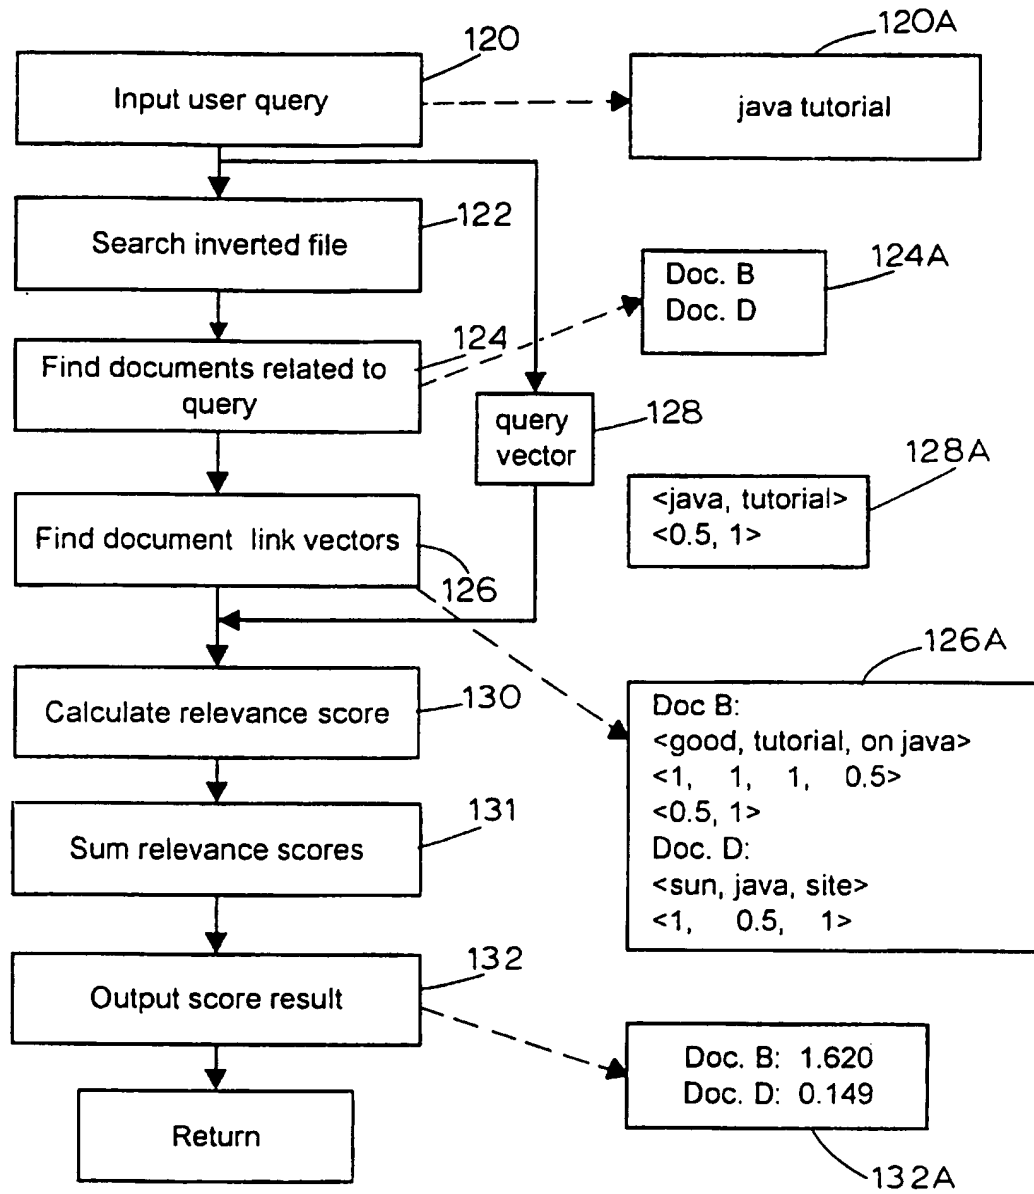 120
Input user query
120A
java tutorial
122
Search inverted file
124A
Doc. B
Doc. D
124
Find documents related to
query
128
query
vector
128A
<java, tutorial>
<0.5, 1>
Find document link vectors
126
126A
Doc B:
<good, tutorial, on java>
<1, 1, 1, 0.5>
<0.5, 1>
Doc. D:
<sun, java, site>
<1, 0.5, 1>
130
Calculate relevance score
131
Sum relevance scores
132
Output score result
Doc. B: 1.620
Doc. D: 0.149
132A
Return